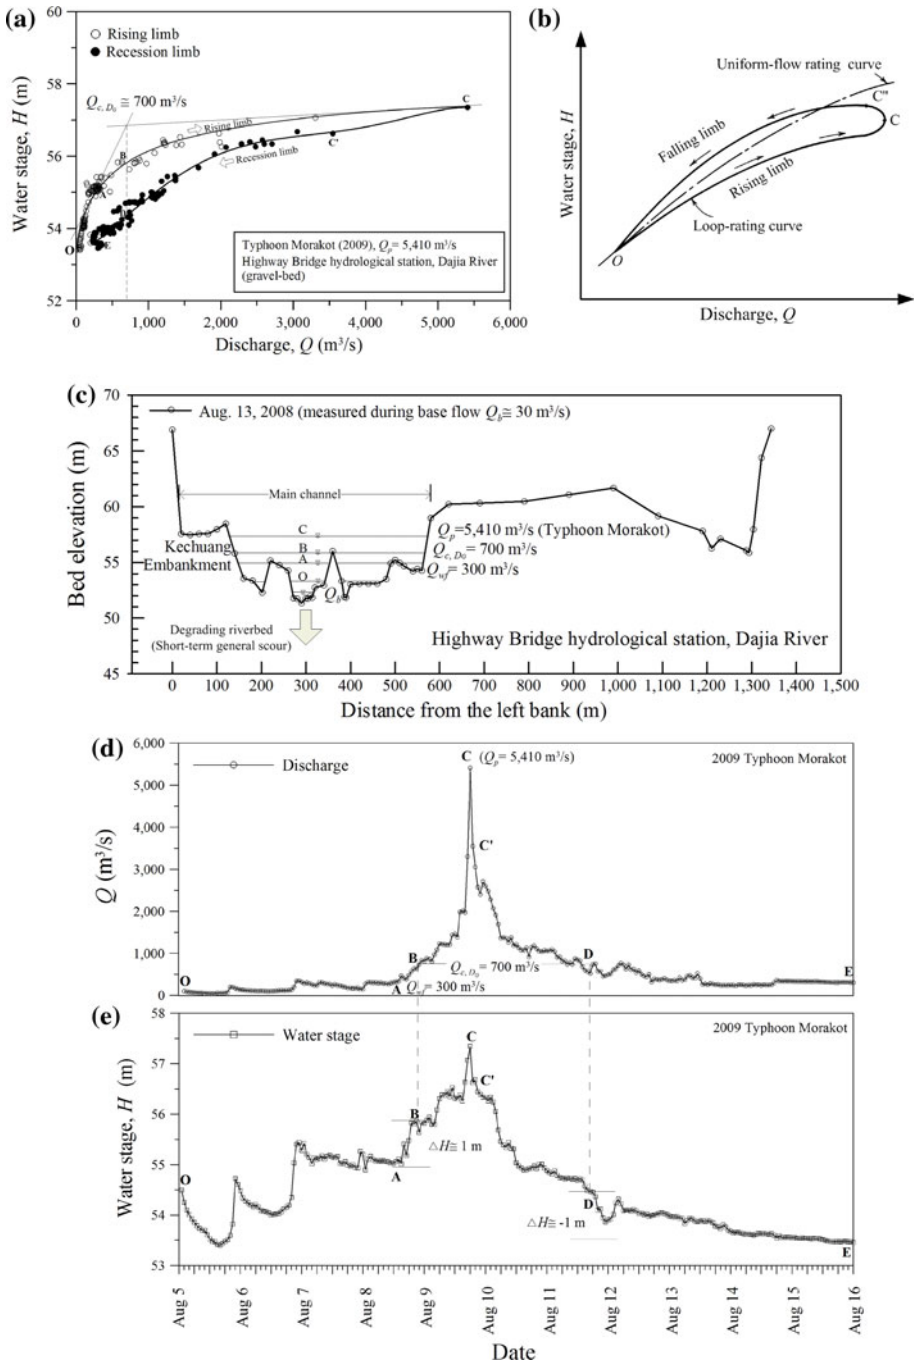 (a)
Rising limb
Recession limb
Q_c, D₀ ≅ 700 m³/s
Rising limb
Recession limb
O
A
B
C
C'
E
Typhoon Morakot (2009), Q_p = 5,410 m³/s
Highway Bridge hydrological station, Dajia River
(gravel-bed)
Water stage, H (m)
60
58
56
54
52
0 1,000 2,000 3,000 4,000 5,000 6,000
Discharge, Q (m³/s)
(b)
Uniform-flow rating curve
C'''
C
Falling limb
Rising limb
Loop-rating curve
O
Water stage, H
Discharge, Q
(c)
Aug. 13, 2008 (measured during base flow Q_b ≅ 30 m³/s)
Main channel
C
B
A
O
Q_b
Kechuang
Embankment
Q_p=5,410 m³/s (Typhoon Morakot)
Q_c, D₀ = 700 m³/s
Q_wf = 300 m³/s
Degrading riverbed
(Short-term general scour)
Highway Bridge hydrological station, Dajia River
Bed elevation (m)
70
65
60
55
50
45
0 100 200 300 400 500 600 700 800 900 1,000 1,100 1,200 1,300 1,400 1,500
Distance from the left bank (m)
(d)
Discharge
2009 Typhoon Morakot
C (Q_p = 5,410 m³/s)
C'
O
A
B
D
E
Q_c, D₀ = 700 m³/s
= 300 m³/s
Q (m³/s)
6,000
5,000
4,000
3,000
2,000
1,000
0
(e)
Water stage
2009 Typhoon Morakot
C
C'
O
A
B
D
E
△H≅ 1 m
△H≅ -1 m
Water stage, H (m)
58
57
56
55
54
53
Aug 5
Aug 6
Aug 7
Aug 8
Aug 9
Aug 10
Aug 11
Aug 12
Aug 13
Aug 14
Aug 15
Aug 16
Date